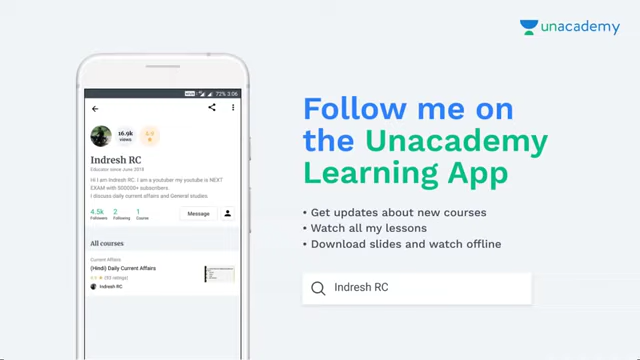 unacademy
72% 3:06
16.9k
views
Indresh RC
Educator since June 2018
Hi I am Indresh RC. I am a youtuber my youtube is NEXT
EXAM with 500000+ subscribers.
I discuss daily current affairs and General studies.
4.5k 2 1
Followers Following Course
Message
All courses
Current Affairs
(Hindi) Daily Current Affairs
Indresh RC
Follow me on
the Unacademy
Learning App
• Get updates about new courses
• Watch all my lessons
• Download slides and watch offline
Indresh RC